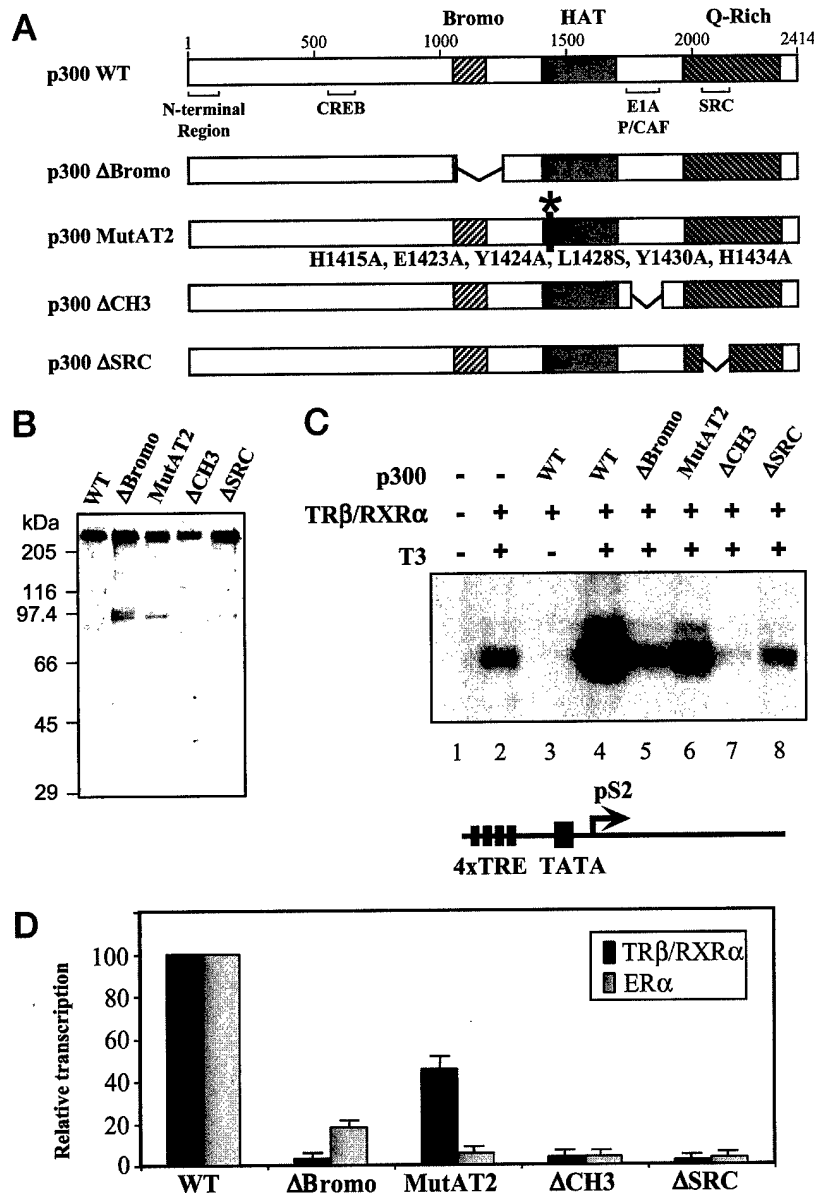 A
Bromo HAT Q-Rich
1 500 1000 1500 2000 2414
p300 WT
N-terminal Region CREB E1A P/CAF SRC
p300 ΔBromo
*
p300 MutAT2
H1415A, E1423A, Y1424A, L1428S, Y1430A, H1434A
p300 ΔCH3
p300 ΔSRC
B
WT ΔBromo MutAT2 ΔCH3 ΔSRC
kDa
205
116
97.4
66
45
29
C
p300 - - WT WT ΔBromo MutAT2 ΔCH3 ΔSRC
TRβ/RXRα - + + + + + + +
T3 - + - + + + + +
1 2 3 4 5 6 7 8
pS2
4xTRE TATA
D
Relative transcription
100
80
60
40
20
0
TRβ/RXRα
ERα
WT ΔBromo MutAT2 ΔCH3 ΔSRC